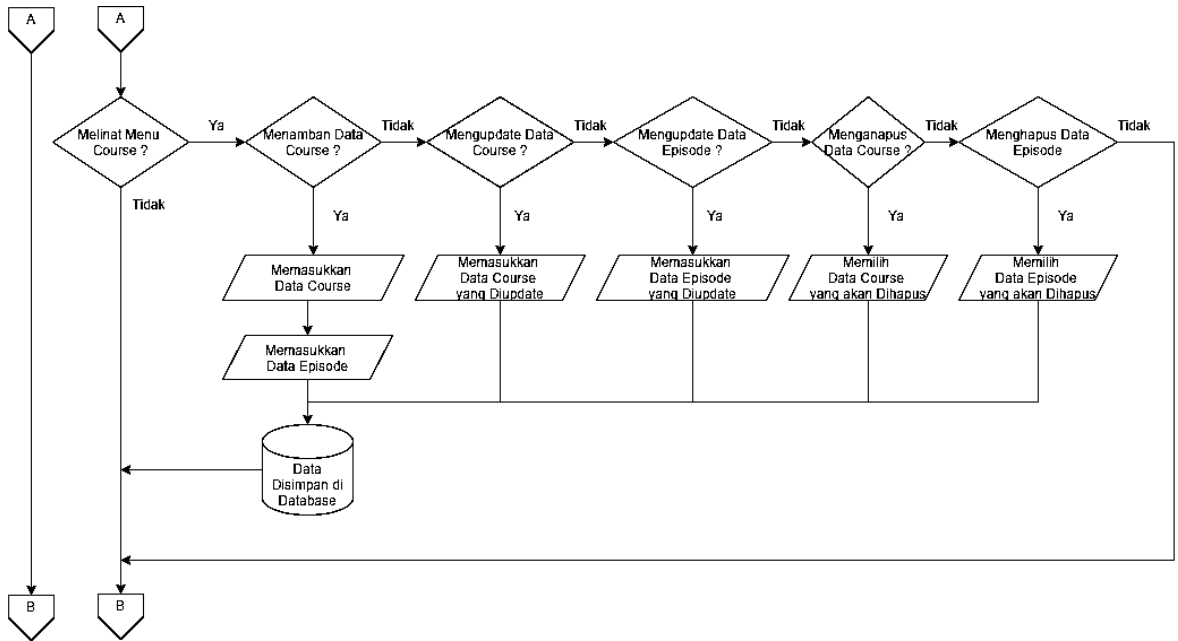 A
A
Melinat Menu
Course ?
Ya
Menamban Data
Course ?
Tidak
Mengupdate Data
Course ?
Tidak
Mengupdate Data
Episode ?
Tidak
Menganapus
Data Course ?
Tidak
Menghapus Data
Episode
Tidak
Tidak
Ya
Ya
Ya
Ya
Ya
Memasukkan
Data Course
Memasukkan
Data Course
yang Diupdate
Memasukkan
Data Episode
yang Diupdate
Memilih
Data Course
yang akan Dihapus
Memilih
Data Episode
yang akan Dihapus
Memasukkan
Data Episode
Data
Disimpan di
Database
B
B